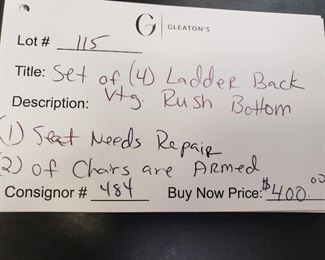 G | GLEATON'S
Lot # 115
Title: Set of (4) Ladder Back
Description: Vtg. Rush Bottom
(1) Seat Needs Repair
(2) of Chairs are Armed
Consignor # 484 Buy Now Price: $400.00